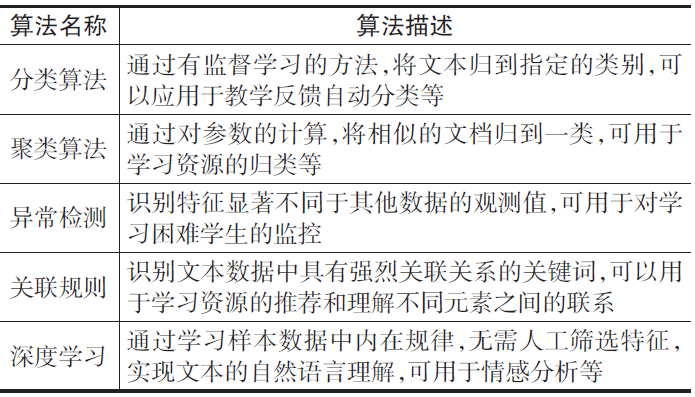 算法名称 算法描述
分类算法 通过有监督学习的方法,将文本归到指定的类别,可
以应用于教学反馈自动分类等
聚类算法 通过对参数的计算,将相似的文档归到一类,可用于
学习资源的归类等
异常检测 识别特征显著不同于其他数据的观测值,可用于对学
习困难学生的监控
关联规则 识别文本数据中具有强烈关联关系的关键词,可以用
于学习资源的推荐和理解不同元素之间的联系
深度学习 通过学习样本数据中内在规律,无需人工筛选特征,
实现文本的自然语言理解,可用于情感分析等